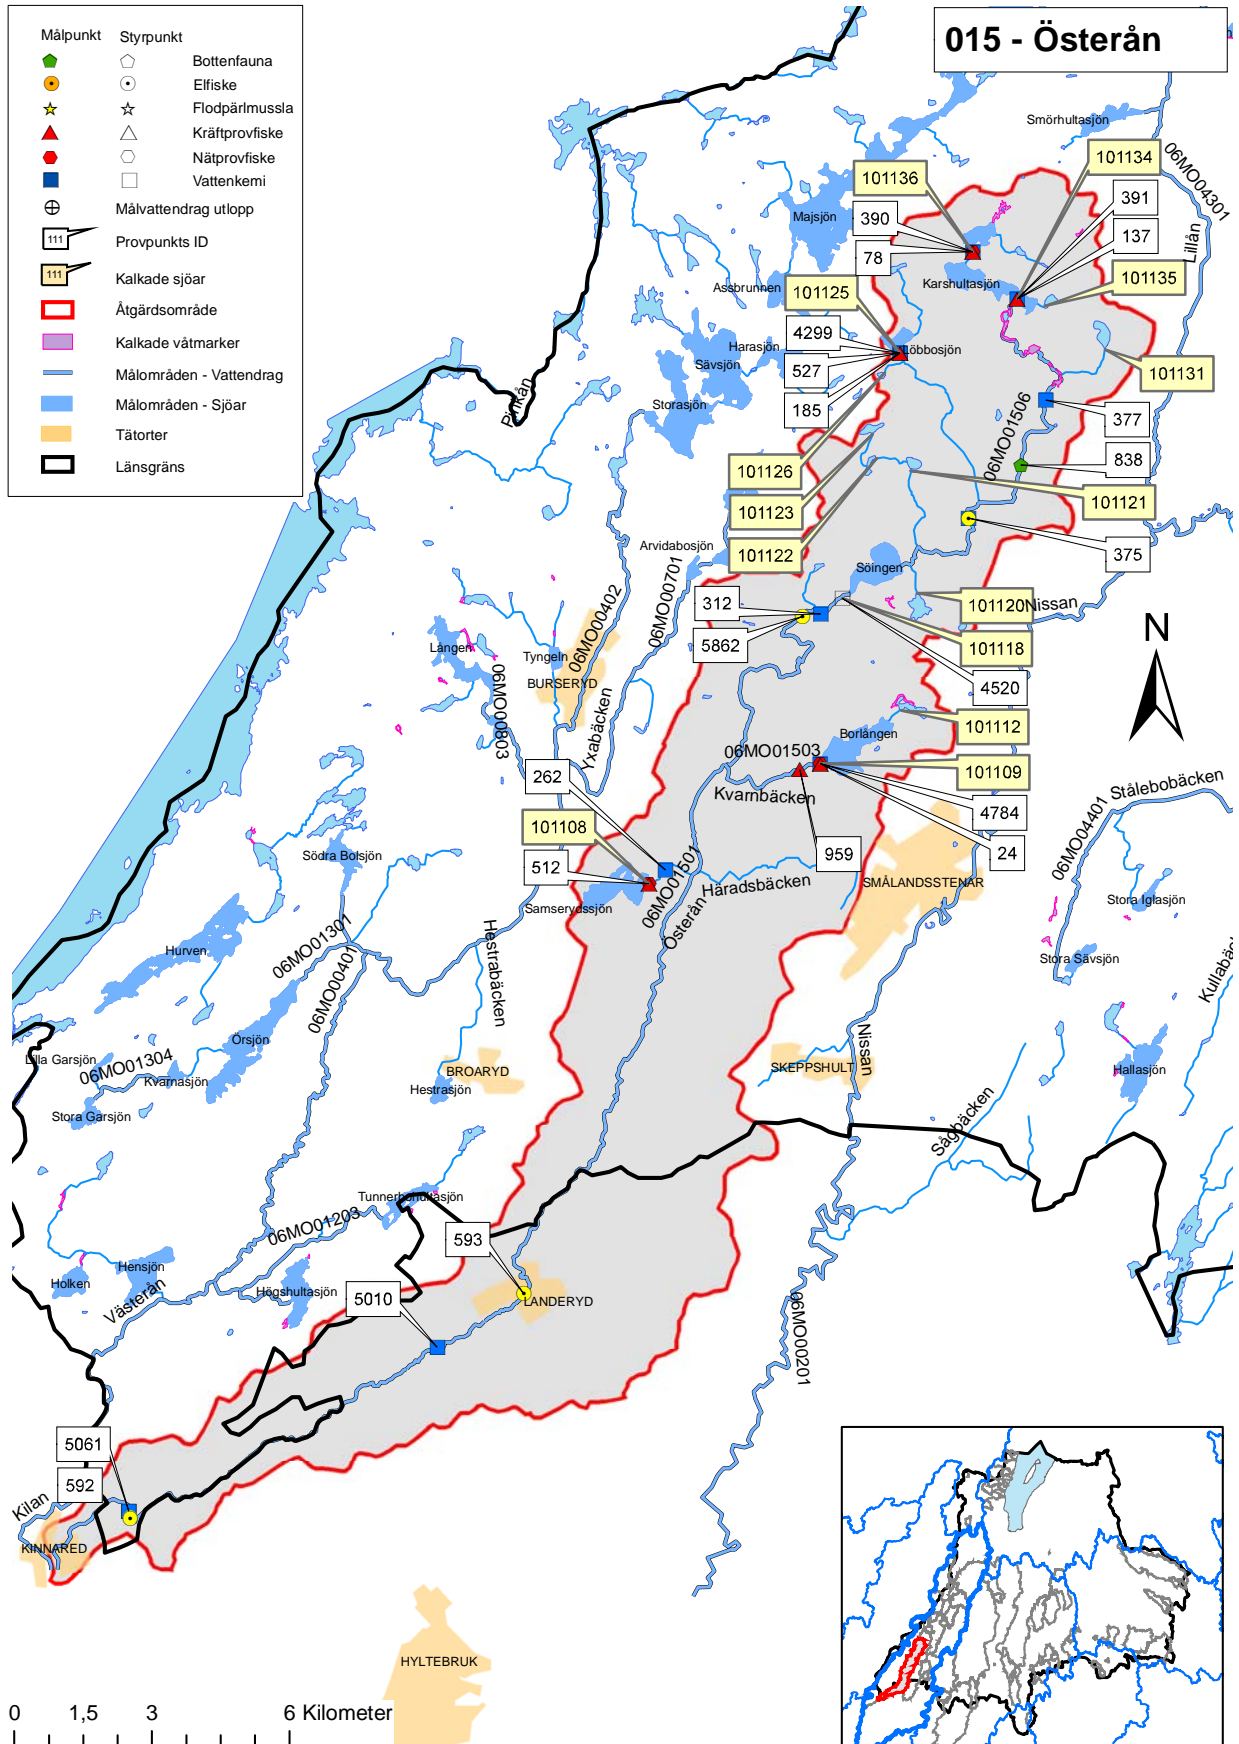 015 - Österån
Målpunkt Styrpunkt
Bottenfauna
Elfiske
Flodpärlmussla
Kräftprovfiske
Nätprovfiske
Vattenkemi
Målvattendrag utlopp
111 Provpunkts ID
111 Kalkade sjöar
Åtgärdsområde
Kalkade våtmarker
Målområden - Vattendrag
Målområden - Sjöar
Tätorter
Länsgräns
Smörhultasjön
101134
06MO04301
101136
391
Majsjön
390
137
Lillån
78
Karshultasjön
101135
Assbrunnen
101125
4299
Harasjön
Löbbosjön
527
Sävsjön
101131
185
Storasjön
377
06MO01506
838
101126
101121
101123
375
101122
Arvidabosjön
Söingen
06MO00701
312
101120
Nissan
06MO00402
5862
101118
N
Lången
Tyngeln
BURSERYD
4520
06MO00803
101112
Borlången
06MO01503
Yxabäcken
101109
262
Kvarnbäcken
4784
Stålebobäcken
101108
959
24
06MO04401
Södra Bolsjön
512
Häradsbäcken
SMÅLANDSSTENAR
06MO01501
Samserydssjön
Stora Iglasjön
Österån
Hurven
06MO01301
Hestrabäcken
Stora Sävsjön
06MO00401
Örsjön
Nissan
Lilla Garsjön
06MO01304
Kvarnasjön
BROARYD
SKEPPSHULT
Hallasjön
Hestrasjön
Stora Garsjön
Sågbäcken
Tunnerbohultasjön
06MO01203
593
Hensjön
Holken
Högshultasjön
5010
LANDERYD
Västerån
06MO00201
5061
592
Kilan
KINNARED
HYLTEBRUK
0 1,5 3 6 Kilometer